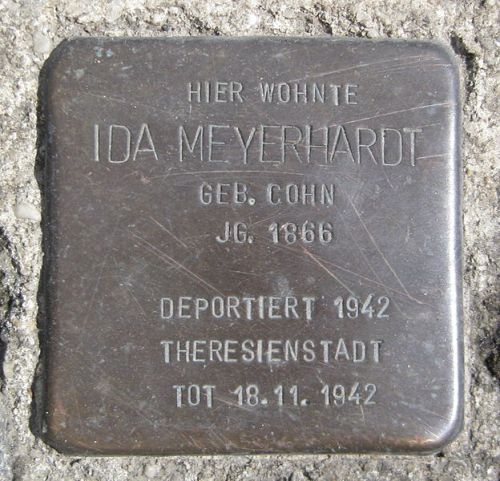 HIER WOHNTE
IDA MEYERHARDT
GEB. COHN
JG. 1866
DEPORTIERT 1942
THERESIENSTADT
TOT 18.11.1942